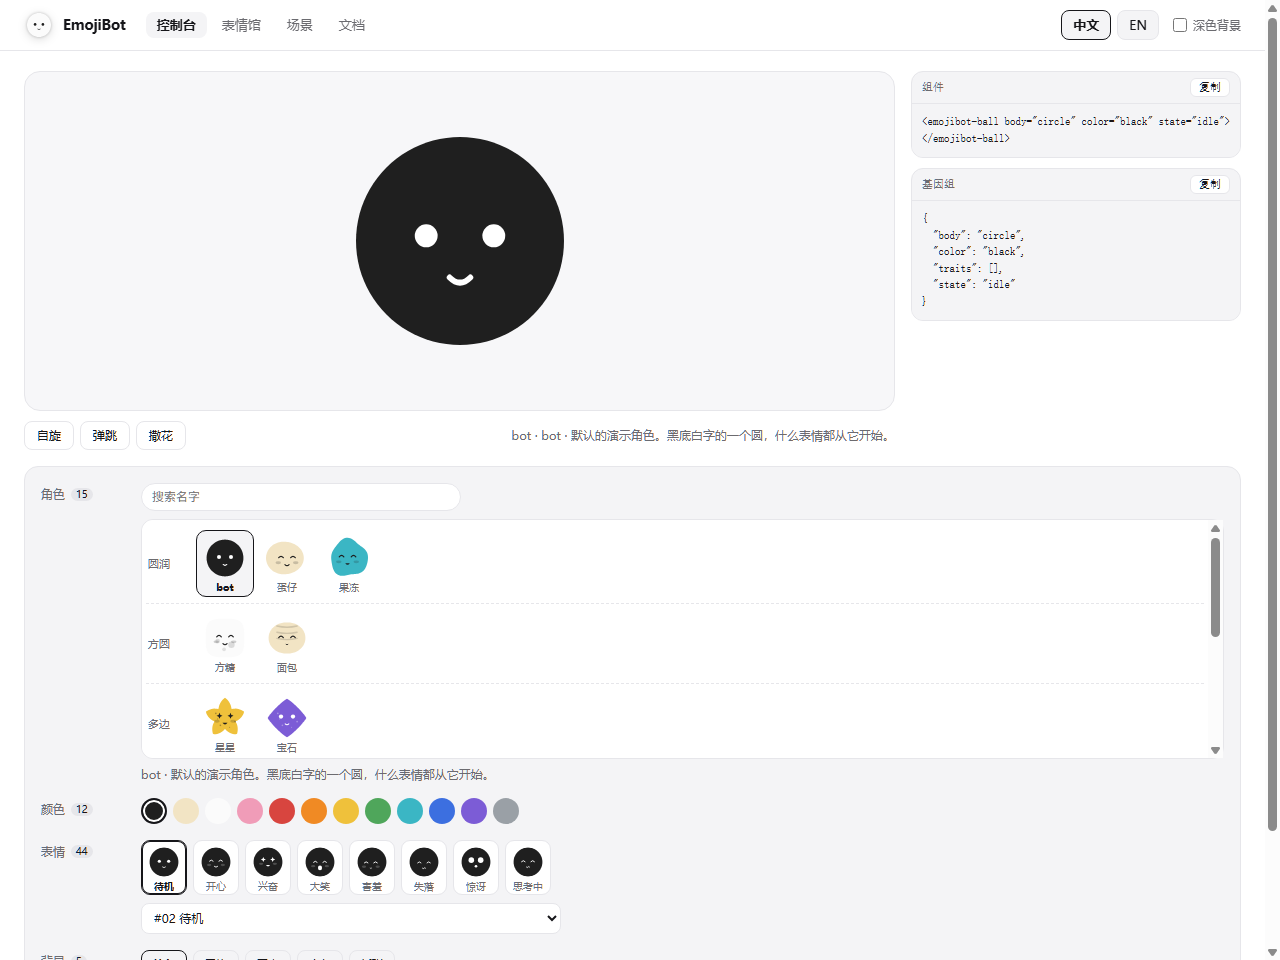 EmojiBot 控制台 表情馆 场景 文档 中文 EN 深色背景
组件 复制
<emojibot-ball body="circle" color="black" state="idle">
</emojibot-ball>
基因组 复制
{
"body": "circle",
"color": "black",
"traits": [],
"state": "idle"
}
自旋 弹跳 撒花 bot · bot · 默认的演示角色。黑底白字的一个圆，什么表情都从它开始。
角色 15 搜索名字
圆润 bot 蛋仔 果冻
方圆 方糖 面包
多边 星星 宝石
bot · 默认的演示角色。黑底白字的一个圆，什么表情都从它开始。
颜色 12
表情 44 待机 开心 兴奋 大笑 害羞 失落 惊讶 思考中
#02 待机